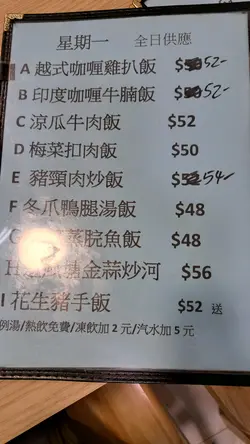 星期一 全日供應
A 越式咖喱雞扒飯 $52-
B 印度咖喱牛腩飯 $52-
C 涼瓜牛肉飯 $52
D 梅菜扣肉飯 $50
E 豬頸肉炒飯 $54-
F 冬瓜鴨腿湯飯 $48
蒸脘魚飯 $48
H 金蒜炒河 $56
I 花生豬手飯 $52 送
例湯/熱飲免費/凍飲加2元/汽水加5元